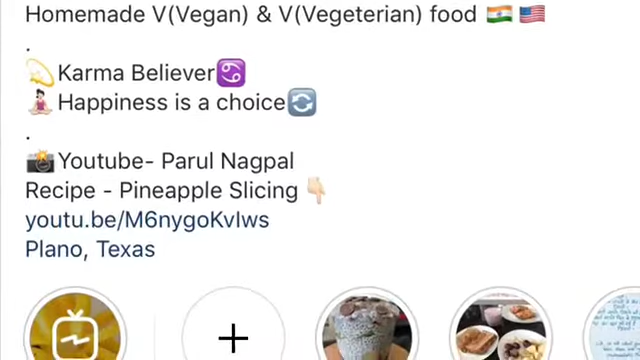 Homemade V(Vegan) & V(Vegeterian) food 🇮🇳 🇺🇸
.
💫Karma Believer♋
🧘🏻‍♀️Happiness is a choice🔄
.
📸Youtube- Parul Nagpal
Recipe - Pineapple Slicing 👇🏻
youtu.be/M6nygoKvIws
Plano, Texas